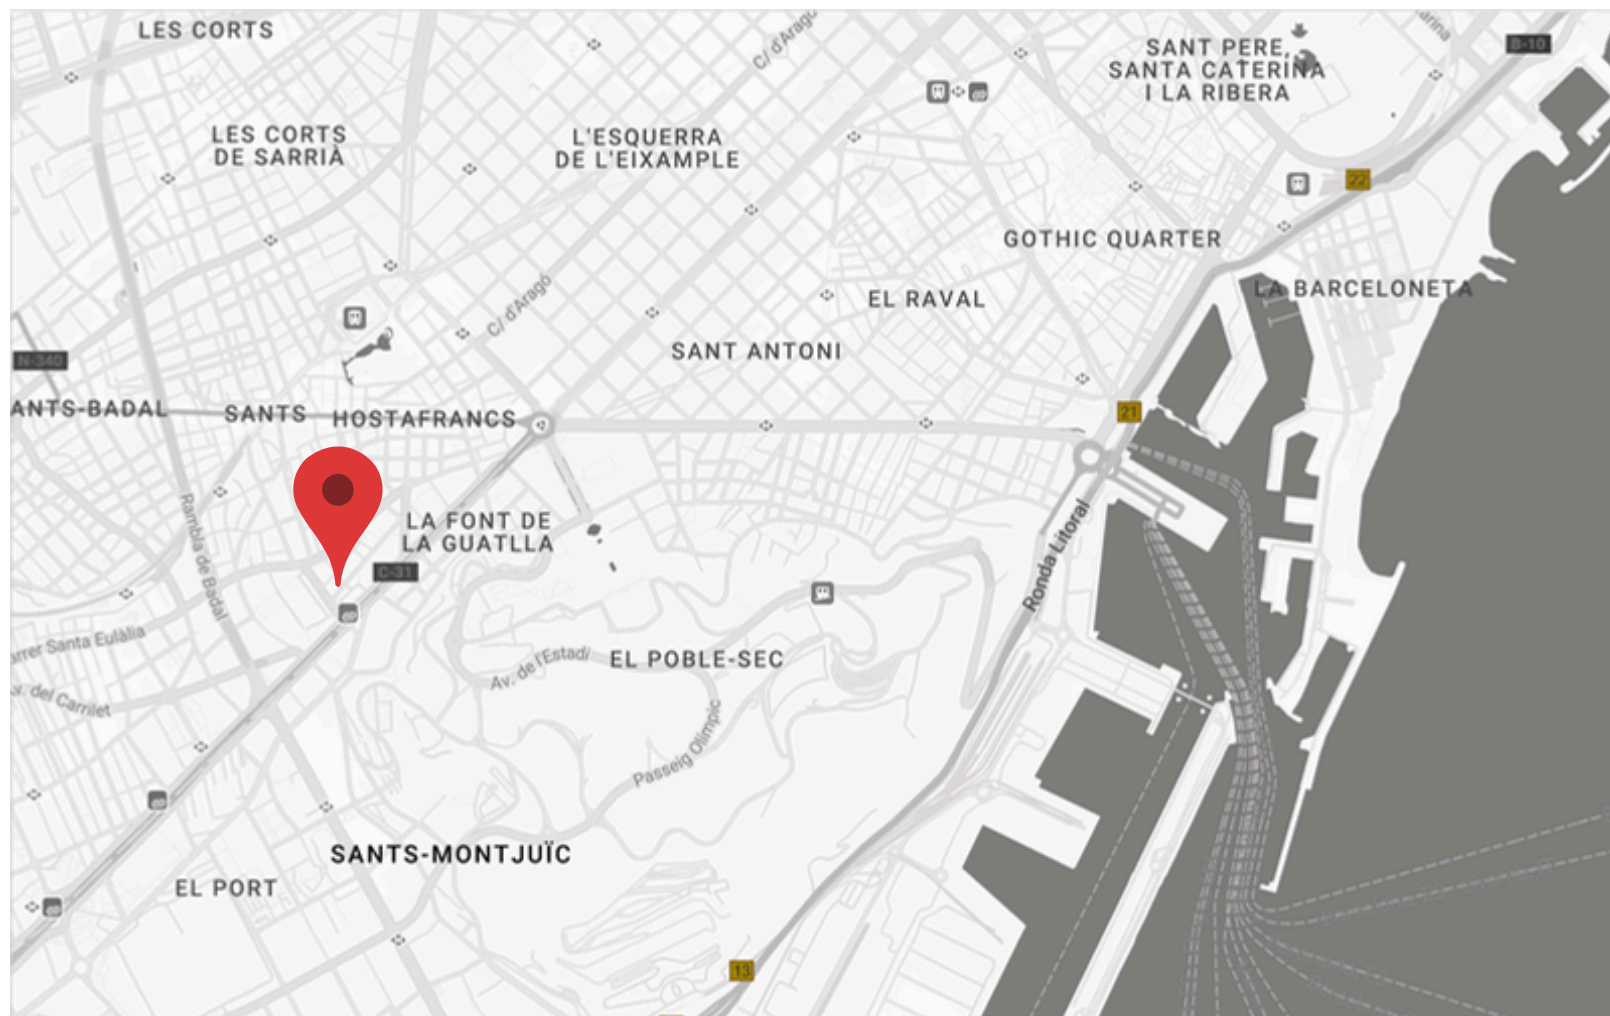 LES CORTS
C/ d'Aragó
SANT PERE,
SANTA CATERINA
I LA RIBERA
B-10
LES CORTS
DE SARRIÀ
L'ESQUERRA
DE L'EIXAMPLE
22
GOTHIC QUARTER
LA BARCELONETA
EL RAVAL
C/ d'Aragó
SANT ANTONI
N-340
ANTS-BADAL
SANTS
HOSTAFRANCS
21
Rambla de Badal
LA FONT DE
LA GUATLLA
C-31
Ronda Litoral
arrer Santa Eulàlia
Av. de l'Estadi
EL POBLE-SEC
v. del Carrilet
Passeig Olímpic
SANTS-MONTJUÏC
EL PORT
13